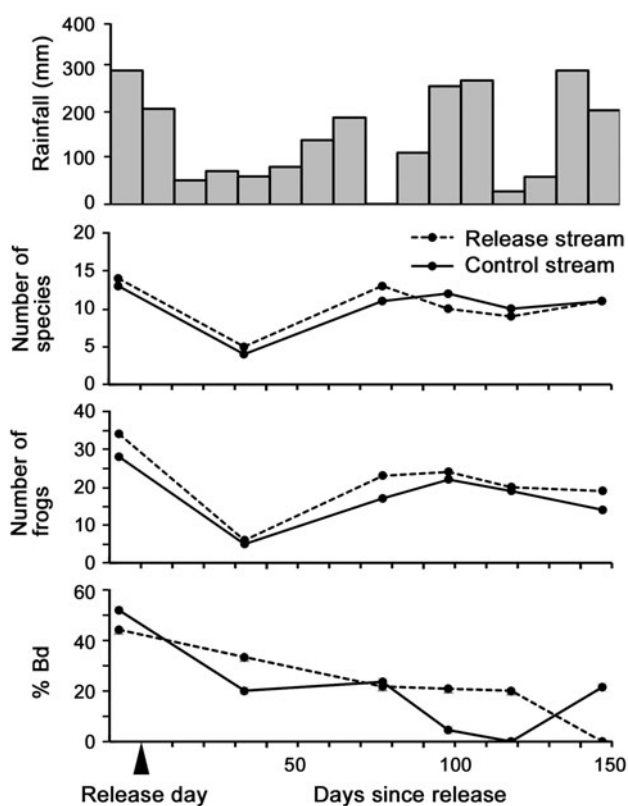 400
300
200
100
0
Rainfall (mm)
20
15
10
5
0
Number of
species
Release stream
Control stream
40
30
20
10
0
Number of
frogs
60
40
20
0
% Bd
50
100
150
Release day
Days since release